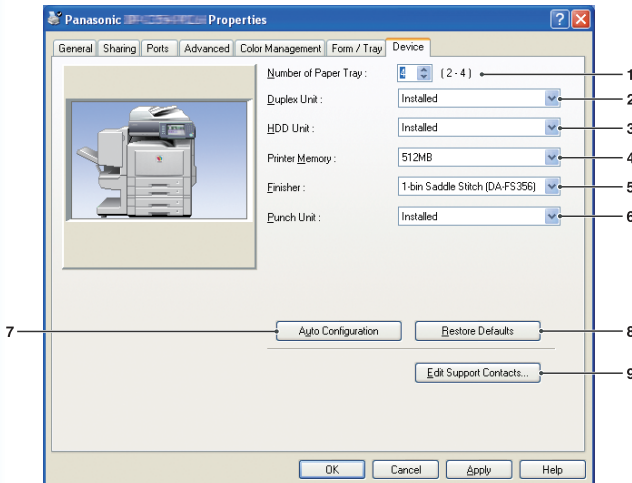 Panasonic Properties
General Sharing Ports Advanced Color Management Form / Tray Device
Number of Paper Tray : 4 ( 2 - 4 ) 1
Duplex Unit : Installed 2
HDD Unit : Installed 3
Printer Memory : 512MB 4
Finisher : 1-bin Saddle Stitch (DA-FS356) 5
Punch Unit : Installed 6
7 Auto Configuration Restore Defaults 8
Edit Support Contacts... 9
OK Cancel Apply Help